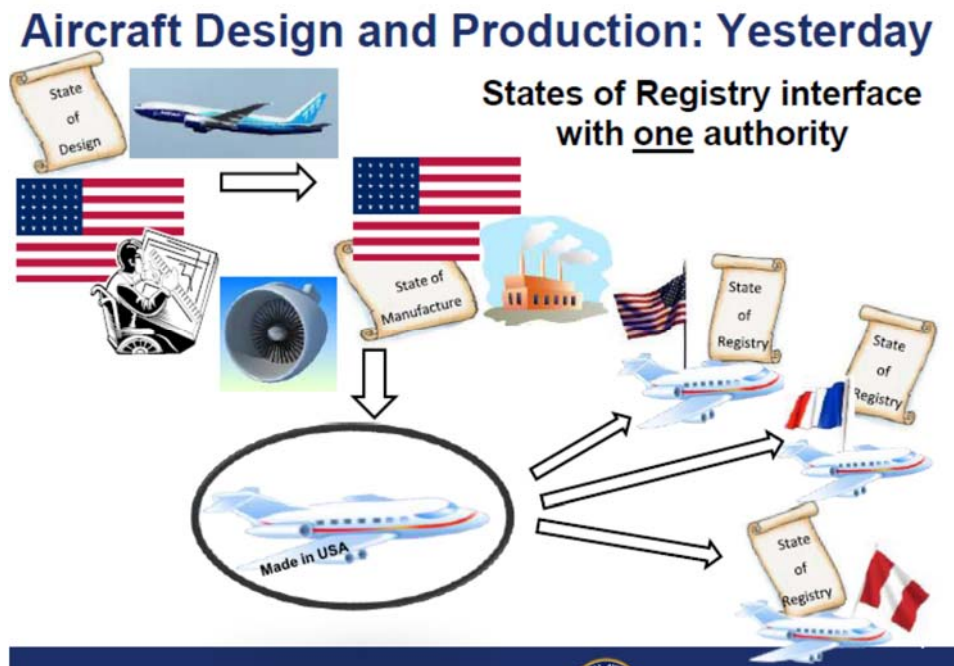 Aircraft Design and Production: Yesterday
State
of
Design
States of Registry interface
with one authority
State of
Manufacture
State
of
Registry
State
of
Registry
Made in USA
State
of
Registry